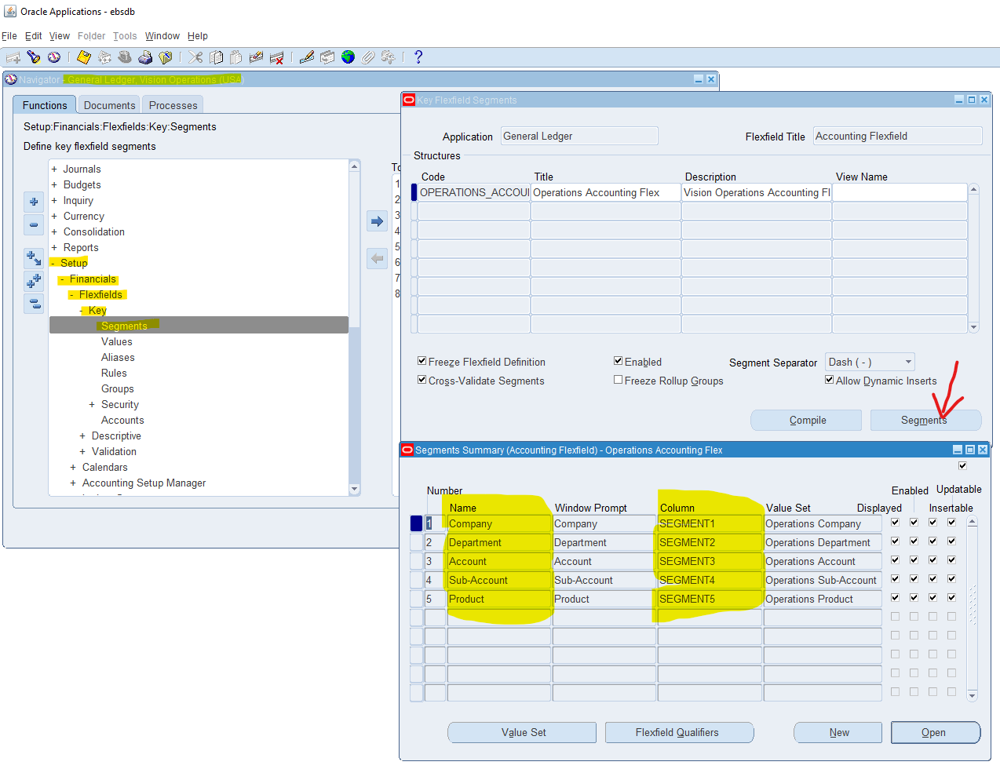 Oracle Applications - ebsdb
File Edit View Folder Tools Window Help
Navigator - General Ledger, Vision Operations (USA)
Functions Documents Processes
Setup:Financials:Flexfields:Key:Segments
Define key flexfield segments
+ Journals
+ Budgets
+ Inquiry
+ Currency
+ Consolidation
+ Reports
- Setup
- Financials
- Flexfields
- Key
Segments
Values
Aliases
Rules
Groups
+ Security
Accounts
+ Descriptive
+ Validation
+ Calendars
+ Accounting Setup Manager
To
1
2
3
4
5
6
7
8
Key Flexfield Segments
Application General Ledger Flexfield Title Accounting Flexfield
Structures
Code Title Description View Name
OPERATIONS_ACCOU Operations Accounting Flex Vision Operations Accounting Fl
Freeze Flexfield Definition Enabled Segment Separator Dash ( - )
Cross-Validate Segments Freeze Rollup Groups Allow Dynamic Inserts
Compile Segments
Segments Summary (Accounting Flexfield) - Operations Accounting Flex
Number Enabled Updatable
Name Window Prompt Column Value Set Displayed Insertable
1 Company Company SEGMENT1 Operations Company
2 Department Department SEGMENT2 Operations Department
3 Account Account SEGMENT3 Operations Account
4 Sub-Account Sub-Account SEGMENT4 Operations Sub-Account
5 Product Product SEGMENT5 Operations Product
Value Set Flexfield Qualifiers New Open